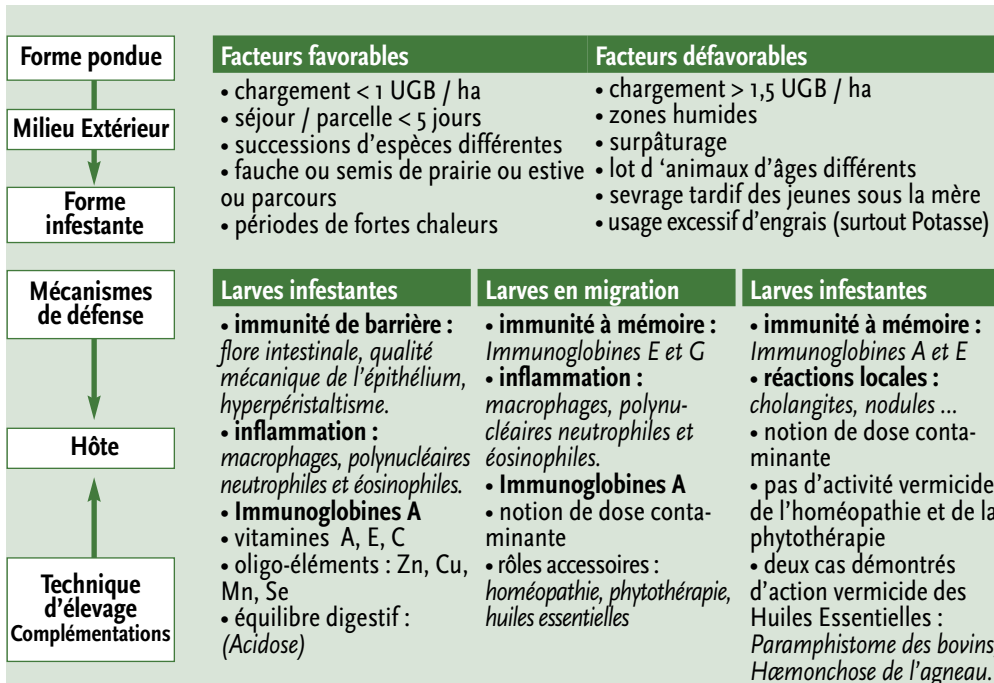 Forme pondue
Milieu Extérieur
Forme
infestante
Facteurs favorables
• chargement < 1 UGB / ha
• séjour / parcelle < 5 jours
• successions d'espèces différentes
• fauche ou semis de prairie ou estive
ou parcours
• périodes de fortes chaleurs
Facteurs défavorables
• chargement > 1,5 UGB / ha
• zones humides
• surpâturage
• lot d 'animaux d'âges différents
• sevrage tardif des jeunes sous la mère
• usage excessif d'engrais (surtout Potasse)
Mécanismes
de défense
Hôte
Technique
d'élevage
Complémentations
Larves infestantes
• immunité de barrière :
flore intestinale, qualité
mécanique de l'épithélium,
hyperpéristaltisme.
• inflammation :
macrophages, polynucléaires
neutrophiles et éosinophiles.
• Immunoglobines A
• vitamines A, E, C
• oligo-éléments : Zn, Cu,
Mn, Se
• équilibre digestif :
(Acidose)
Larves en migration
• immunité à mémoire :
Immunoglobines E et G
• inflammation :
macrophages, polynu-
cléaires neutrophiles et
éosinophiles.
• Immunoglobines A
• notion de dose conta-
minante
• rôles accessoires :
homéopathie, phytothérapie,
huiles essentielles
Larves infestantes
• immunité à mémoire :
Immunoglobines A et E
• réactions locales :
cholangites, nodules ...
• notion de dose conta-
minante
• pas d'activité vermicide
de l'homéopathie et de la
phytothérapie
• deux cas démontrés
d'action vermicide des
Huiles Essentielles :
Paramphistome des bovins
Hæmonchose de l'agneau.